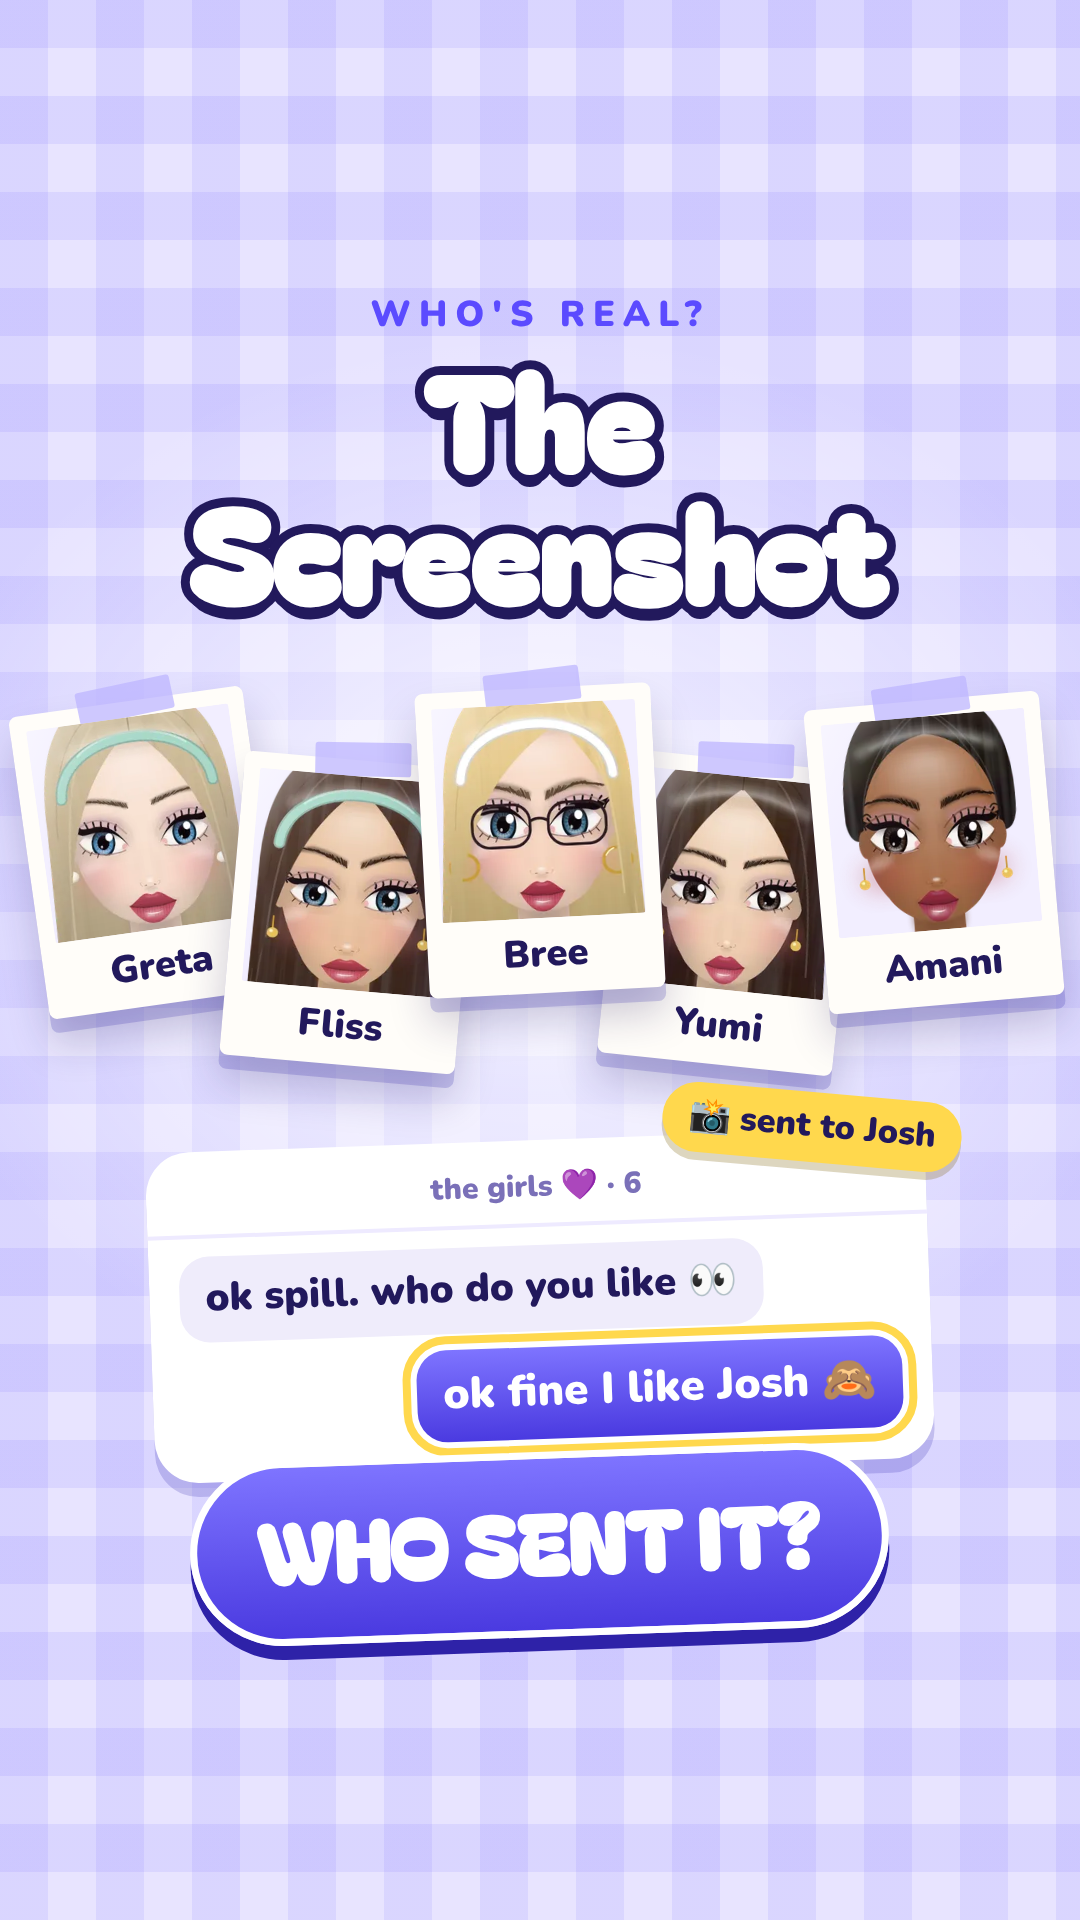 WHO'S REAL?
The
Screenshot
Greta
Fliss
Bree
Yumi
Amani
📸 sent to Josh
the girls 💜 · 6
ok spill. who do you like 👀
ok fine I like Josh 🙈
WHO SENT IT?